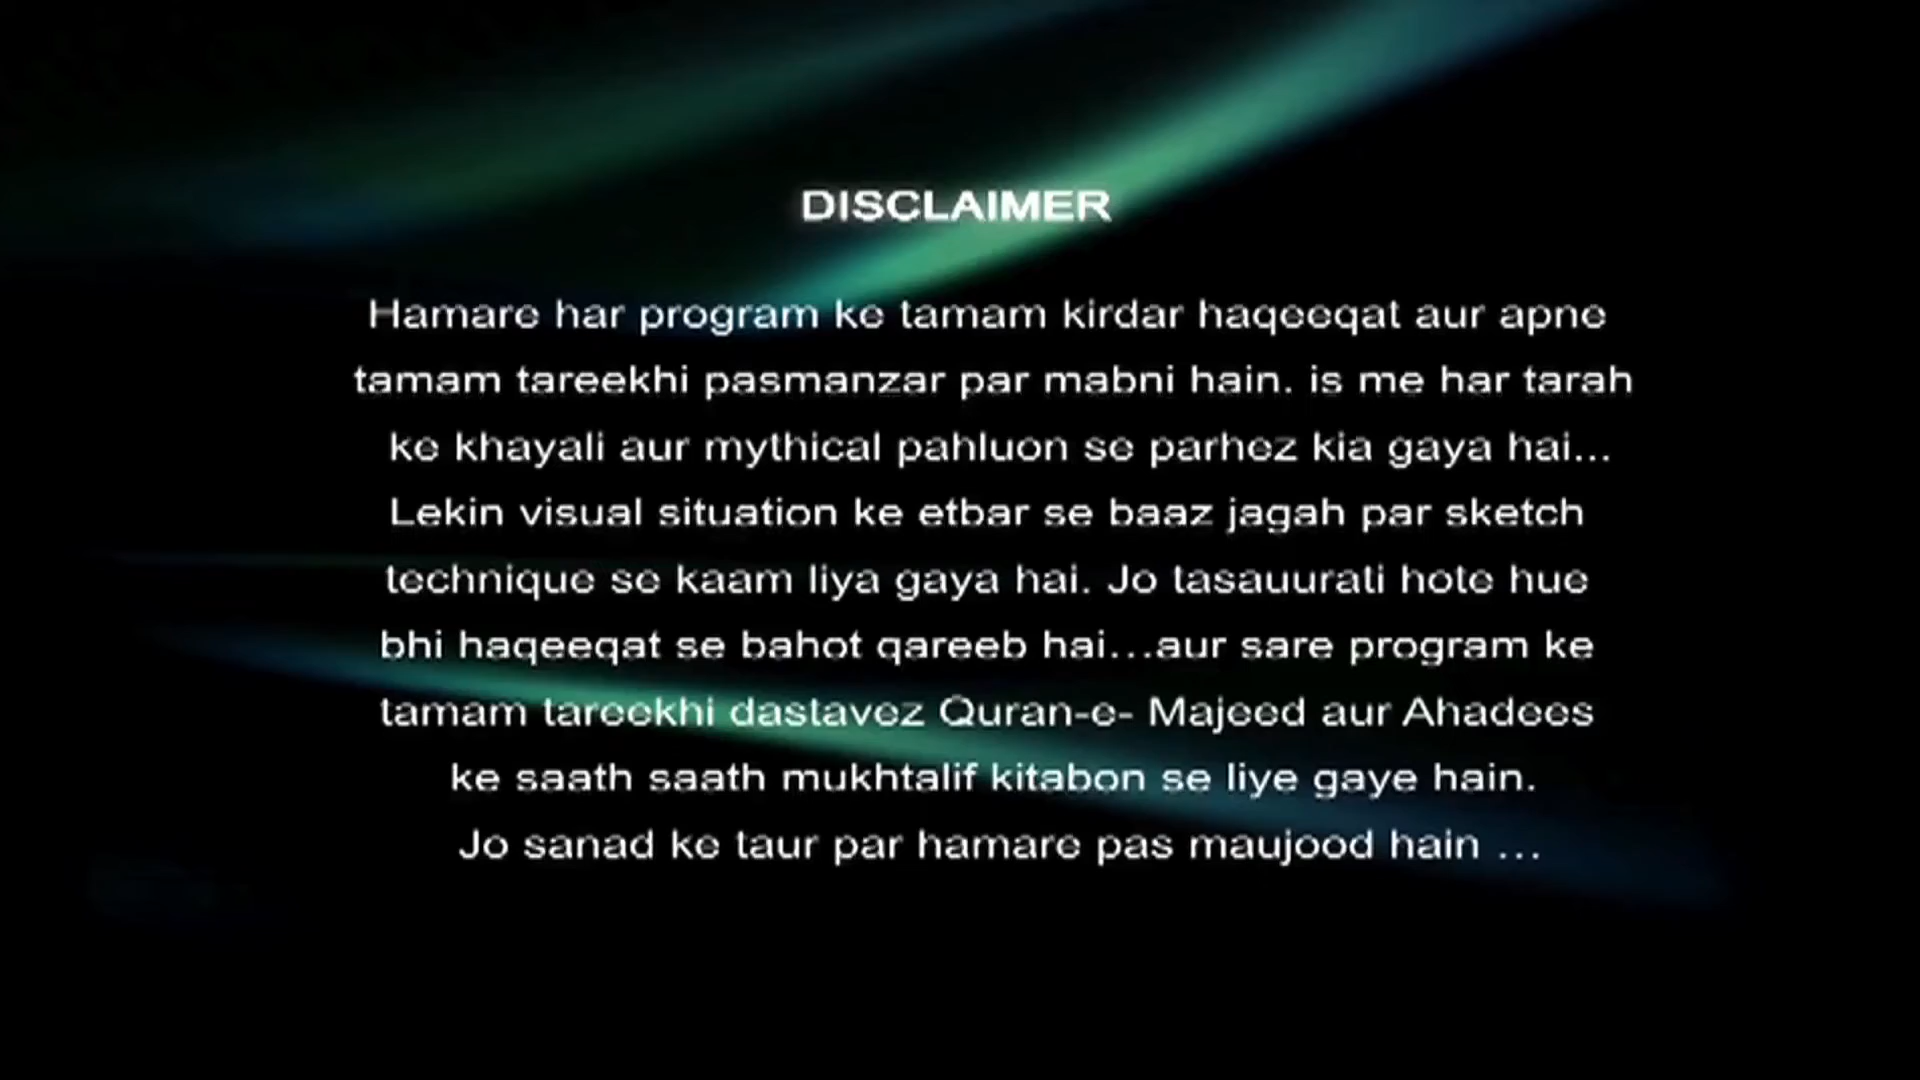 DISCLAIMER
Hamare har program ke tamam kirdar haqeeqat aur apne
tamam tareekhi pasmanzar par mabni hain. is me har tarah
ke khayali aur mythical pahluon se parhez kia gaya hai...
Lekin visual situation ke etbar se baaz jagah par sketch
technique se kaam liya gaya hai. Jo tasauurati hote hue
bhi haqeeqat se bahot qareeb hai...aur sare program ke
tamam tareekhi dastavez Quran-e- Majeed aur Ahadees
ke saath saath mukhtalif kitabon se liye gaye hain.
Jo sanad ke taur par hamare pas maujood hain ...